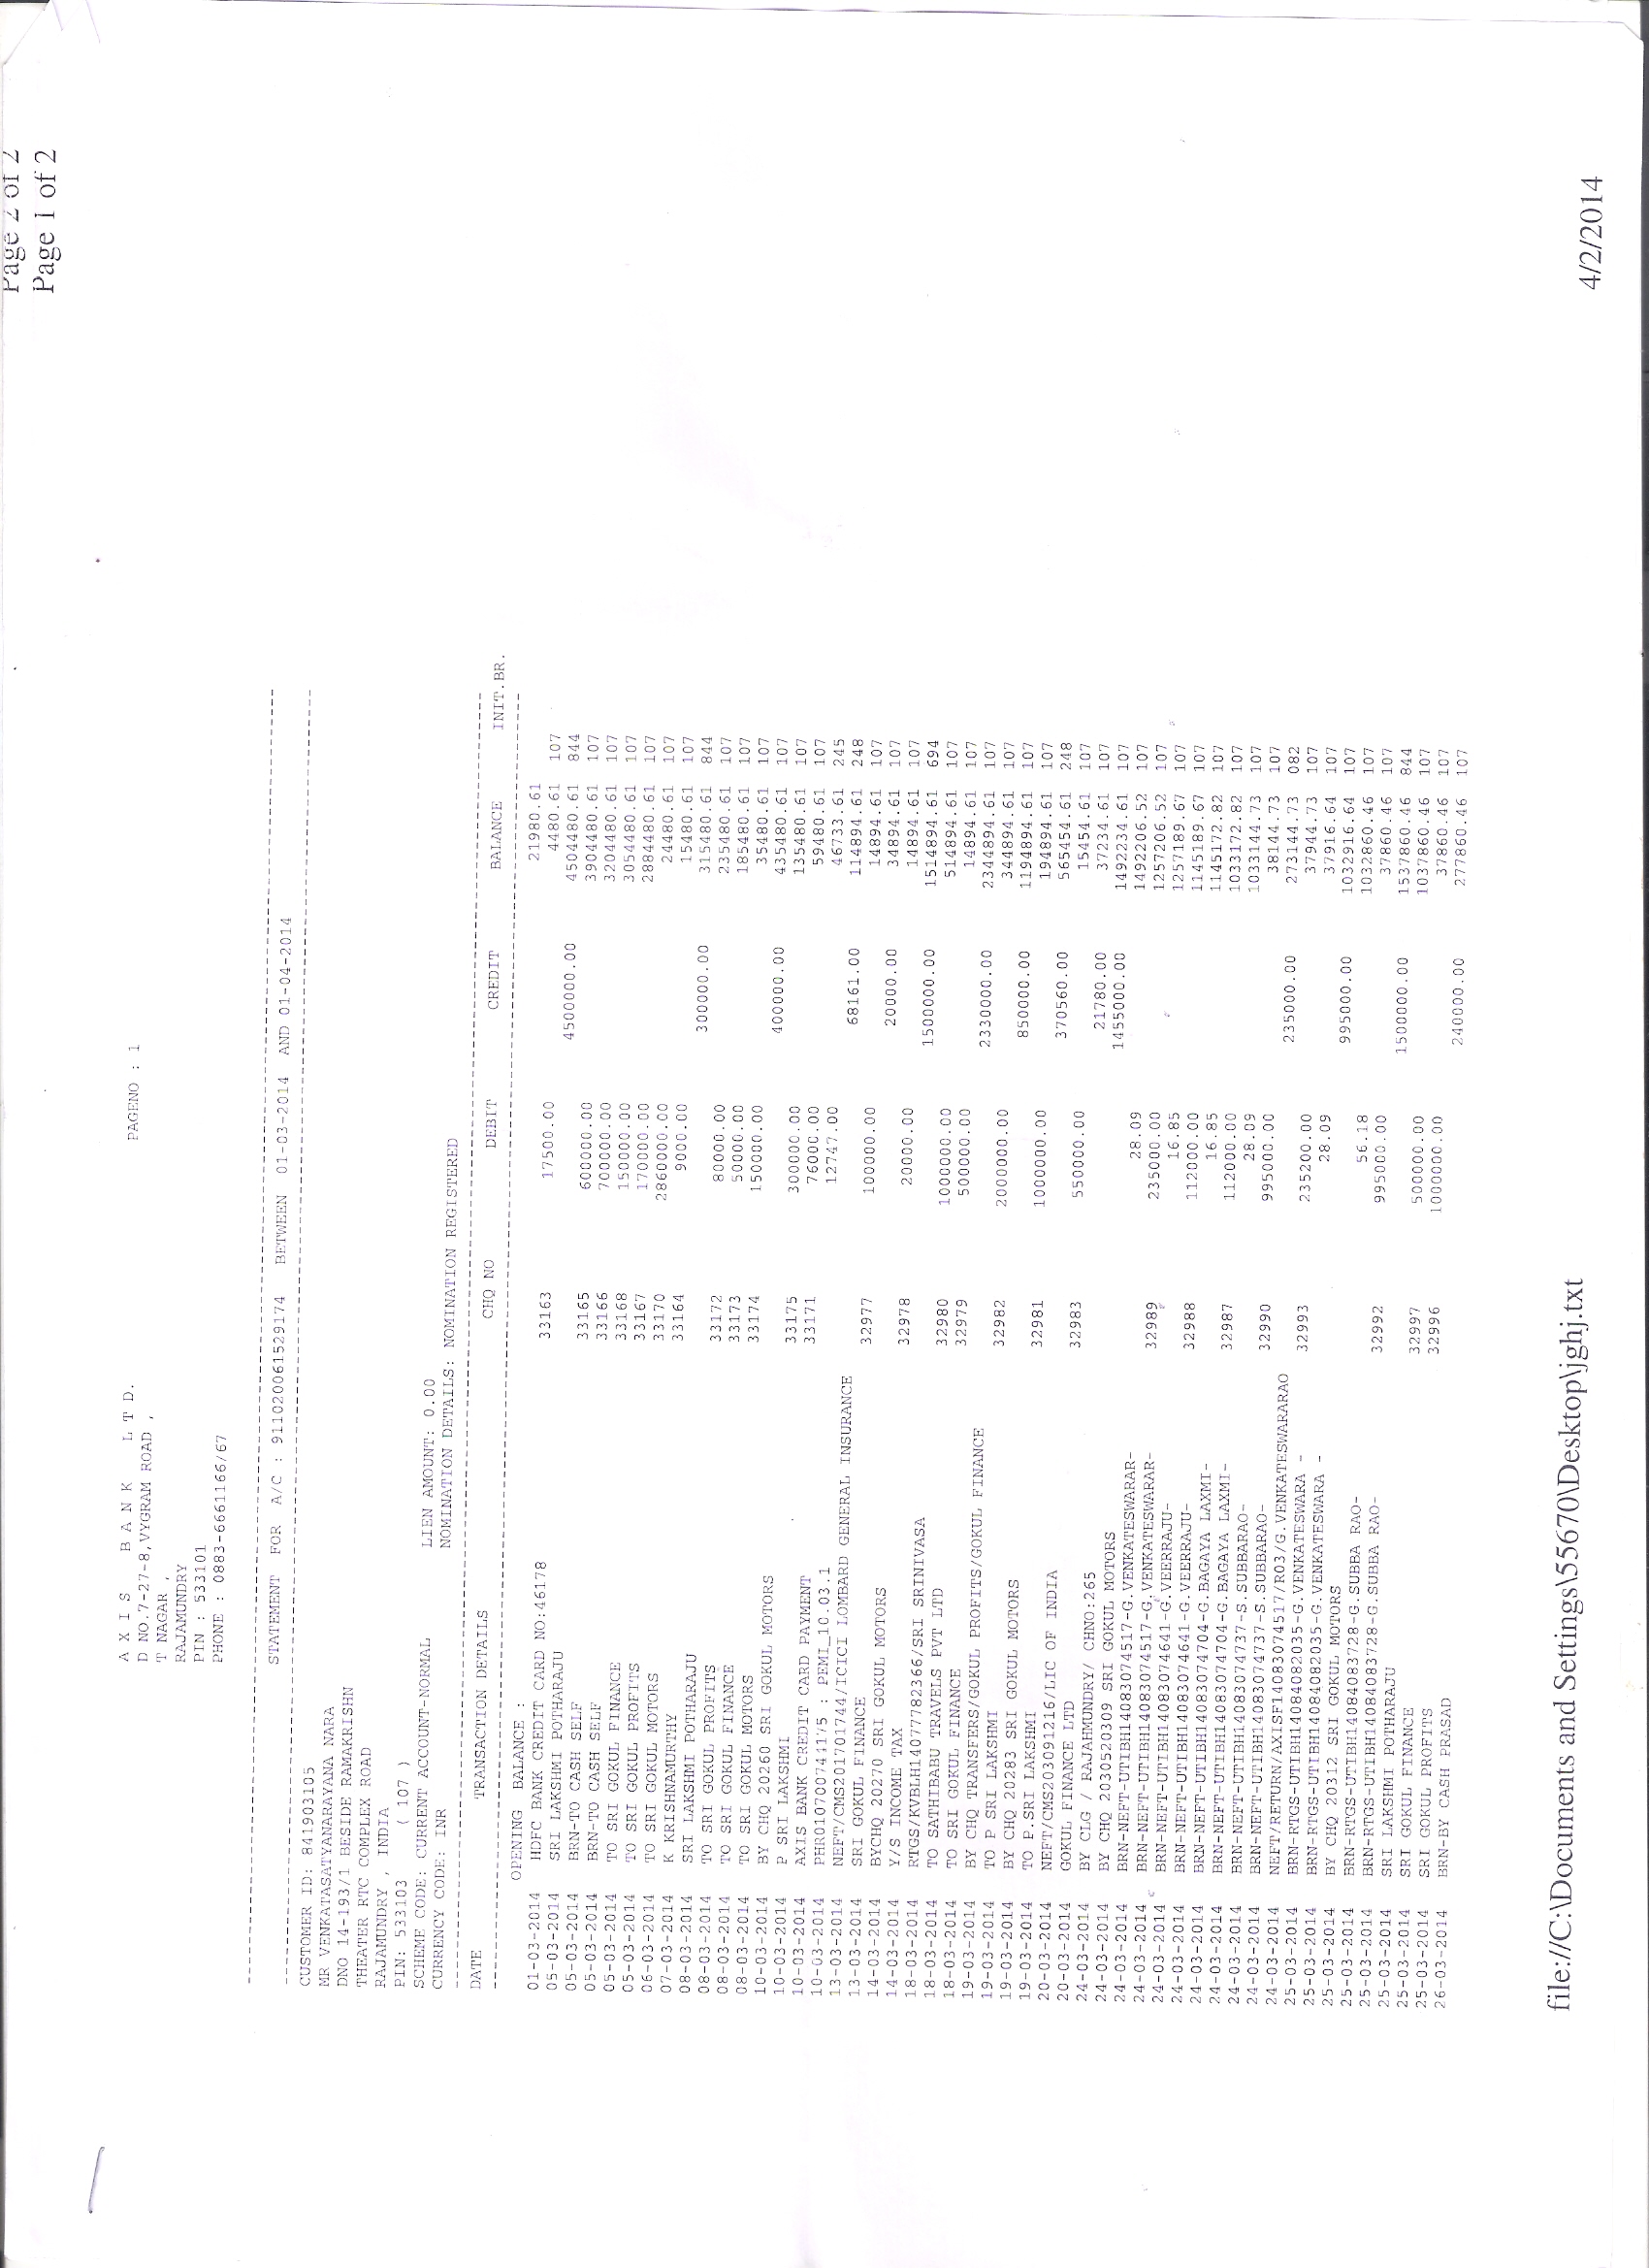 Page 2 of 2
Page 1 of 2
A X I S B A N K L T D.
D NO.7-27-8,VYGRAM ROAD , PAGENO : 1
T NAGAR ,
RAJAMUNDRY
PIN : 533101
PHONE : 0883-6661166/67
STATEMENT FOR A/C : 911020061529174 BETWEEN 01-03-2014 AND 01-04-2014
CUSTOMER ID: 841903105
MR VENKATASATYANARAYANA NARA
DNO 14-193/1 BESIDE RAMAKRISHN
THEATER RTC COMPLEX ROAD
RAJAMUNDRY , INDIA
PIN: 533103 ( 107 )
SCHEME CODE: CURRENT ACCOUNT-NORMAL LIEN AMOUNT: 0.00
CURRENCY CODE: INR NOMINATION DETAILS: NOMINATION REGISTERED
DATE TRANSACTION DETAILS CHQ NO DEBIT CREDIT BALANCE INIT.BR.
OPENING BALANCE : 21980.61
01-03-2014 HDFC BANK CREDIT CARD NO:46178 33163 17500.00 4480.61 107
05-03-2014 SRI LAKSHMI POTHARAJU 4500000.00 4504480.61 844
05-03-2014 BRN-TO CASH SELF 33165 600000.00 3904480.61 107
05-03-2014 BRN-TO CASH SELF 33166 700000.00 3204480.61 107
05-03-2014 TO SRI GOKUL FINANCE 33168 150000.00 3054480.61 107
05-03-2014 TO SRI GOKUL PROFITS 33167 170000.00 2884480.61 107
06-03-2014 TO SRI GOKUL MOTORS 33170 2860000.00 24480.61 107
07-03-2014 K KRISHNAMURTHY 33164 9000.00 15480.61 107
08-03-2014 SRI LAKSHMI POTHARAJU 300000.00 315480.61 844
08-03-2014 TO SRI GOKUL PROFITS 33172 80000.00 235480.61 107
08-03-2014 TO SRI GOKUL FINANCE 33173 50000.00 185480.61 107
08-03-2014 TO SRI GOKUL MOTORS 33174 150000.00 35480.61 107
10-03-2014 BY CHQ 20260 SRI GOKUL MOTORS 400000.00 435480.61 107
10-03-2014 P SRI LAKSHMI 33175 300000.00 135480.61 107
10-03-2014 AXIS BANK CREDIT CARD PAYMENT 33171 76000.00 59480.61 107
10-03-2014 PHR010700741175 : PEMI_10.03.1 12747.00 46733.61 245
13-03-2014 NEFT/CMS201701744/ICICI LOMBARD GENERAL INSURANCE 68161.00 114894.61 248
13-03-2014 SRI GOKUL FINANCE 32977 100000.00 14894.61 107
14-03-2014 BYCHQ 20270 SRI GOKUL MOTORS 20000.00 34894.61 107
14-03-2014 Y/S INCOME TAX 32978 20000.00 14894.61 107
18-03-2014 RTGS/KVBLH14077782366/SRI SRINIVASA 1500000.00 1514894.61 694
18-03-2014 TO SATHIBABU TRAVELS PVT LTD 32980 1000000.00 514894.61 107
18-03-2014 TO SRI GOKUL FINANCE 32979 500000.00 14894.61 107
19-03-2014 BY CHQ TRANSFERS/GOKUL PROFITS/GOKUL FINANCE 2330000.00 2344894.61 107
19-03-2014 TO P SRI LAKSHMI 32982 2000000.00 344894.61 107
19-03-2014 BY CHQ 20283 SRI GOKUL MOTORS 850000.00 1194894.61 107
19-03-2014 TO P.SRI LAKSHMI 32981 1000000.00 194894.61 107
20-03-2014 NEFT/CMS203091216/LIC OF INDIA 370560.00 565454.61 248
20-03-2014 GOKUL FINANCE LTD 32983 550000.00 15454.61 107
24-03-2014 BY CLG / RAJAHMUNDRY/ CHNO:265 21780.00 37234.61 107
24-03-2014 BY CHQ 2030520309 SRI GOKUL MOTORS 1455000.00 1492234.61 107
24-03-2014 BRN-NEFT-UTIBH14083074517-G.VENKATESWARAR- 28.09 1492206.52 107
24-03-2014 BRN-NEFT-UTIBH14083074517-G.VENKATESWARAR- 32989 235000.00 1257206.52 107
24-03-2014 BRN-NEFT-UTIBH14083074641-G.VEERRAJU- 16.85 1257189.67 107
24-03-2014 BRN-NEFT-UTIBH14083074641-G.VEERRAJU- 32988 112000.00 1145189.67 107
24-03-2014 BRN-NEFT-UTIBH14083074704-G.BAGAYA LAXMI- 16.85 1145172.82 107
24-03-2014 BRN-NEFT-UTIBH14083074704-G.BAGAYA LAXMI- 32987 112000.00 1033172.82 107
24-03-2014 BRN-NEFT-UTIBH14083074737-S.SUBBARAO- 28.09 1033144.73 107
24-03-2014 BRN-NEFT-UTIBH14083074737-S.SUBBARAO- 32990 995000.00 38144.73 107
24-03-2014 NEFT/RETURN/AXISF14083074517/R03/G.VENKATESWARARAO 235000.00 273144.73 082
25-03-2014 BRN-RTGS-UTIBH14084082035-G.VENKATESWARA - 32993 235200.00 37944.73 107
25-03-2014 BRN-RTGS-UTIBH14084082035-G.VENKATESWARA - 28.09 37916.64 107
25-03-2014 BY CHQ 20312 SRI GOKUL MOTORS 995000.00 1032916.64 107
25-03-2014 BRN-RTGS-UTIBH14084083728-G.SUBBA RAO- 56.18 1032860.46 107
25-03-2014 BRN-RTGS-UTIBH14084083728-G.SUBBA RAO- 32992 995000.00 37860.46 107
25-03-2014 SRI LAKSHMI POTHARAJU 1500000.00 1537860.46 844
25-03-2014 SRI GOKUL FINANCE 32997 500000.00 1037860.46 107
25-03-2014 SRI GOKUL PROFITS 32996 1000000.00 37860.46 107
26-03-2014 BRN-BY CASH PRASAD 240000.00 277860.46 107
file://C:\Documents and Settings\55670\Desktop\jghj.txt 4/2/2014